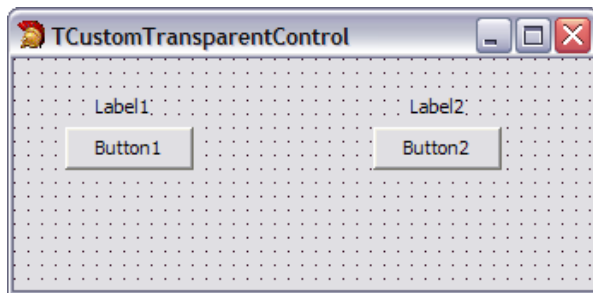 TCustomTransparentControl
Label1 Label2
Button1 Button2